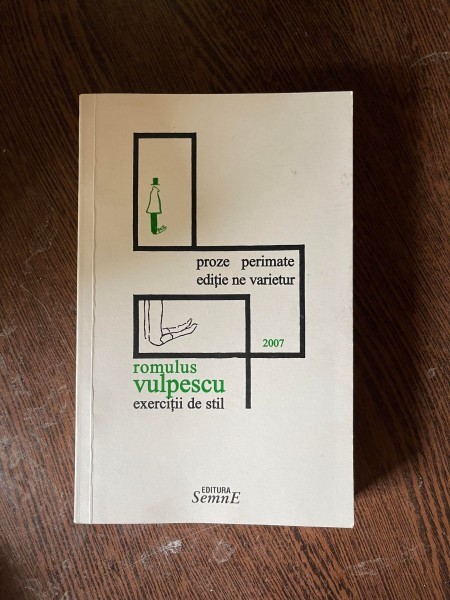 proze perimate
ediție ne varietur
2007
romulus
vulpescu
exerciții de stil
EDITURA
SemnE